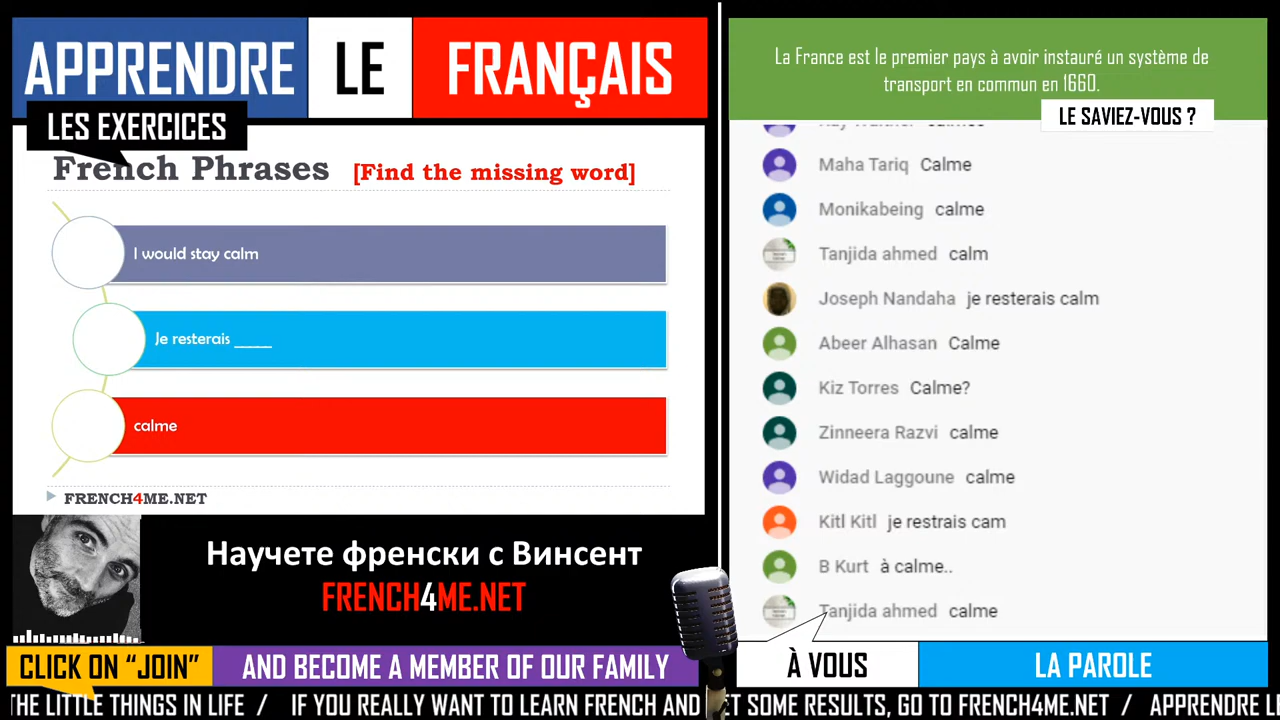 APPRENDRE LE FRANÇAIS
LES EXERCICES
French Phrases [Find the missing word]
I would stay calm
Je resterais _____
calme
FRENCH4ME.NET
Научете френски с Винсент
FRENCH4ME.NET
CLICK ON “JOIN” AND BECOME A MEMBER OF OUR FAMILY
La France est le premier pays à avoir instauré un système de
transport en commun en 1660.
LE SAVIEZ-VOUS ?
Maha Tariq Calme
Monikabeing calme
Tanjida ahmed calm
Joseph Nandaha je resterais calm
Abeer Alhasan Calme
Kiz Torres Calme?
Zinneera Razvi calme
Widad Laggoune calme
Kitl Kitl je restrais cam
B Kurt à calme..
Tanjida ahmed calme
À VOUS LA PAROLE
THE LITTLE THINGS IN LIFE / IF YOU REALLY WANT TO LEARN FRENCH AND ET SOME RESULTS, GO TO FRENCH4ME.NET / APPRENDRE L